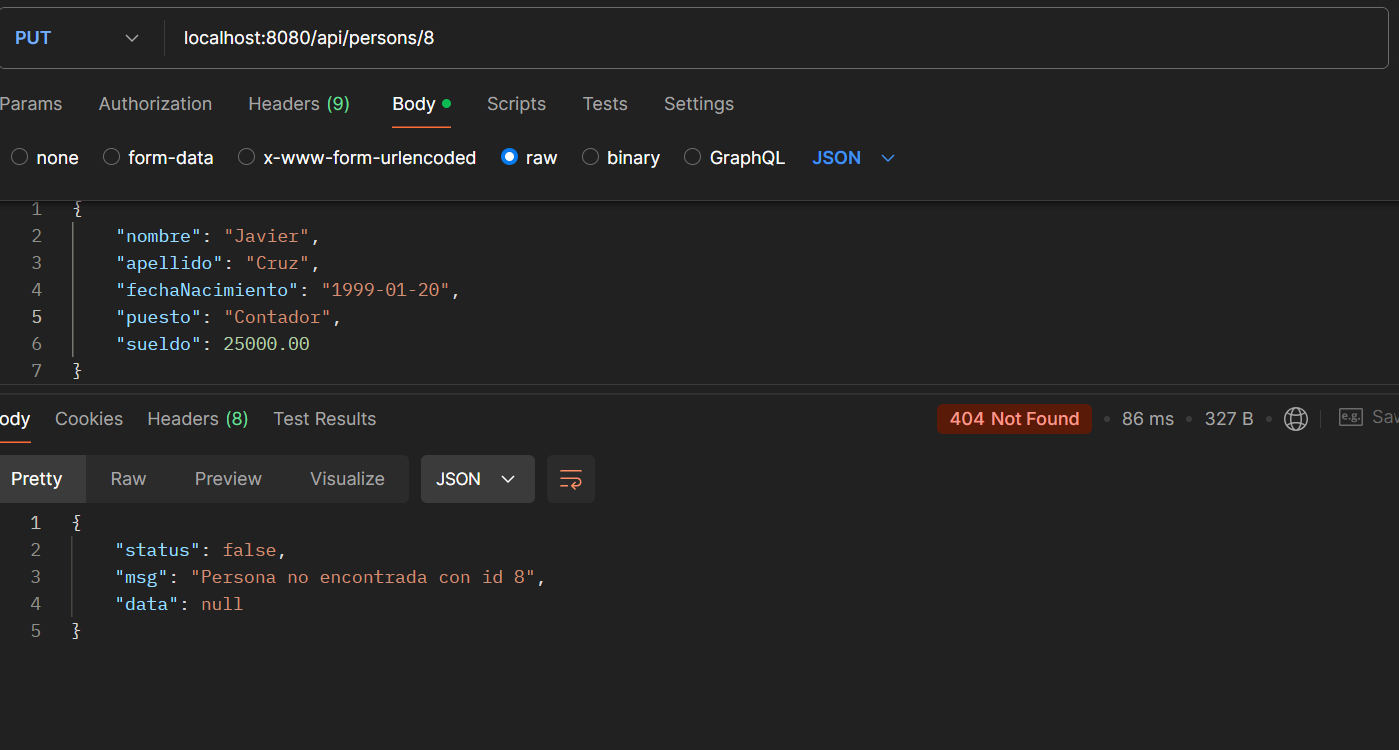 PUT localhost:8080/api/persons/8
Params Authorization Headers (9) Body Scripts Tests Settings
none form-data x-www-form-urlencoded raw binary GraphQL JSON
1 {
2 "nombre": "Javier",
3 "apellido": "Cruz",
4 "fechaNacimiento": "1999-01-20",
5 "puesto": "Contador",
6 "sueldo": 25000.00
7 }
ody Cookies Headers (8) Test Results 404 Not Found • 86 ms • 327 B • e.g. Sav
Pretty Raw Preview Visualize JSON
1 {
2 "status": false,
3 "msg": "Persona no encontrada con id 8",
4 "data": null
5 }